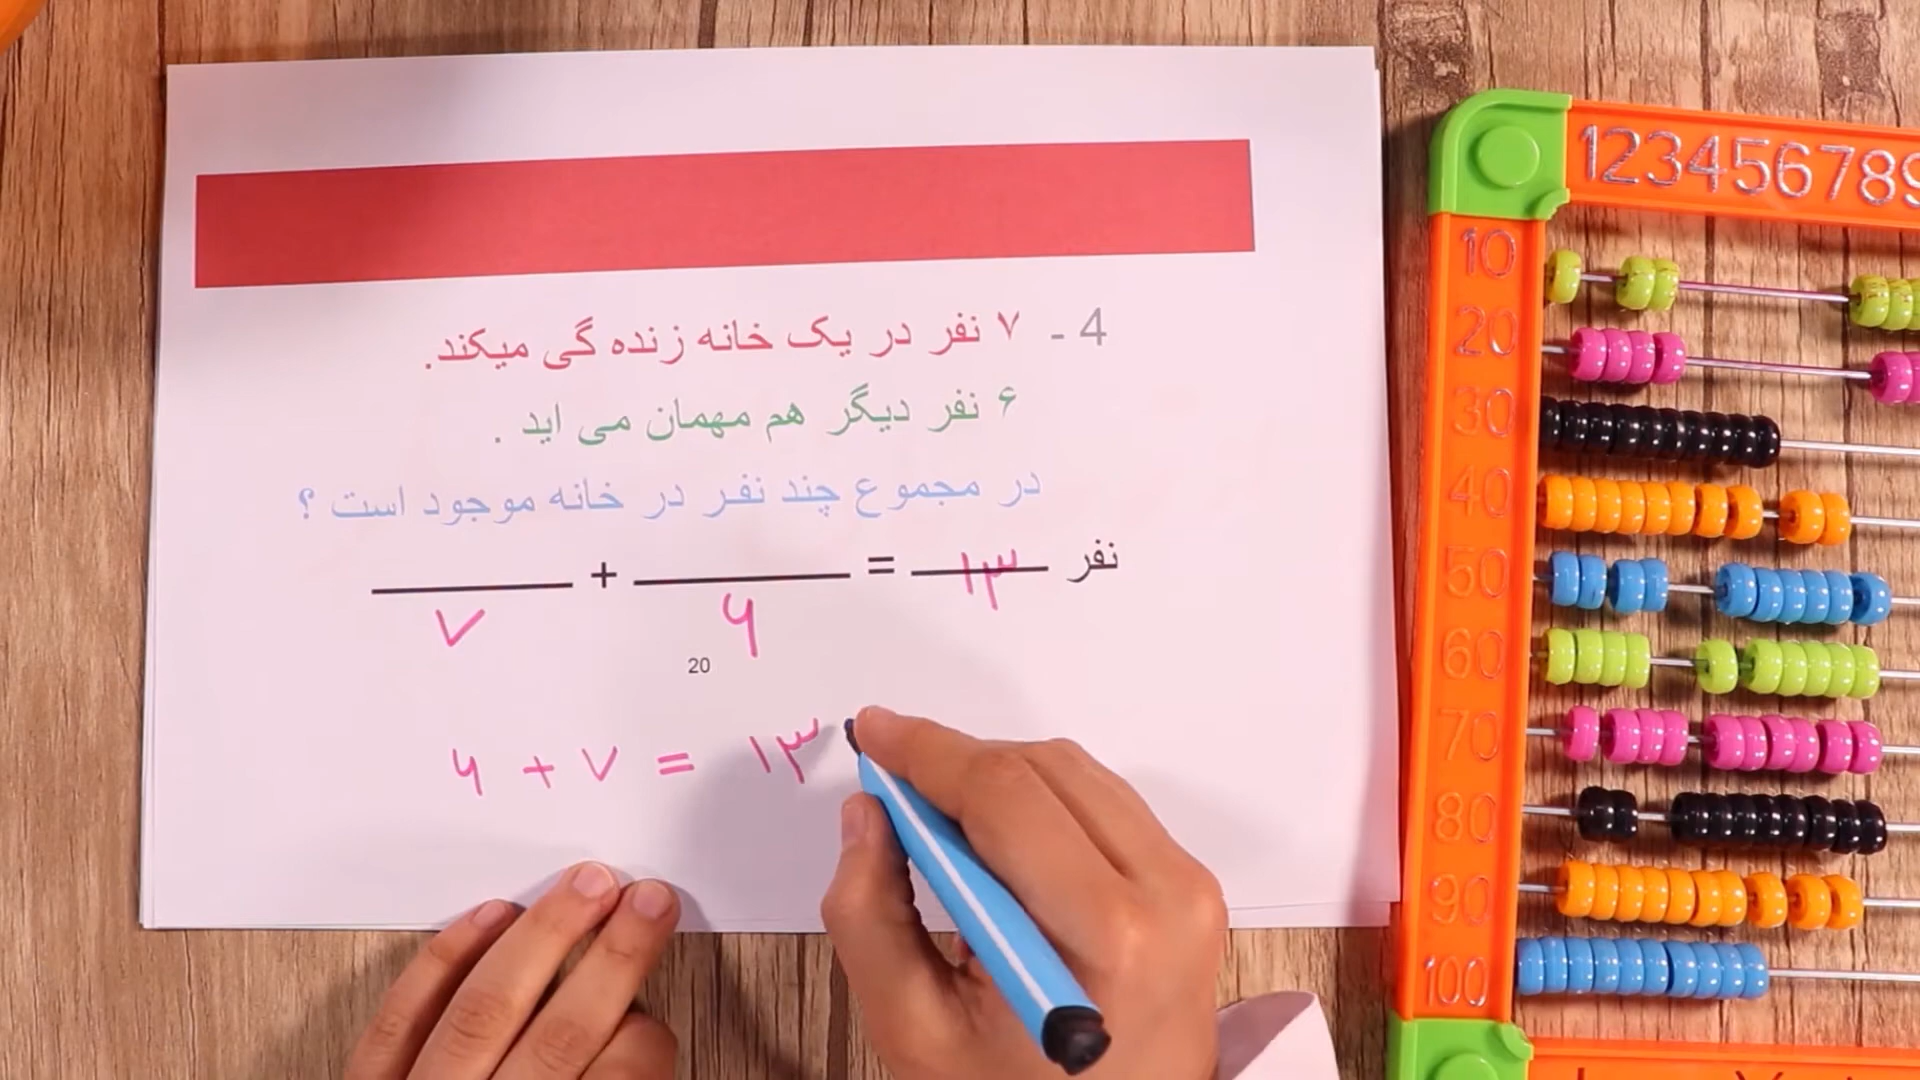 4 - ۷ نفر در یک خانه زنده گی میکند.
۶ نفر دیگر هم مهمان می اید .
در مجموع چند نفر در خانه موجود است ؟
____ + ____ = ۱۳ نفر
۷ ۶
20
۶ + ۷ = ۱۳
123456789
10
20
30
40
50
60
70
80
90
100